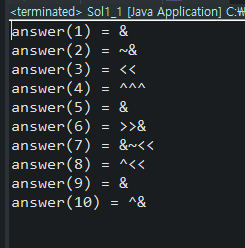 <terminated> Sol1_1 [Java Application] C:₩
answer(1) = &
answer(2) = ~&
answer(3) = <<
answer(4) = ^^^
answer(5) = &
answer(6) = >>&
answer(7) = &~<<
answer(8) = ^<<
answer(9) = &
answer(10) = ^&